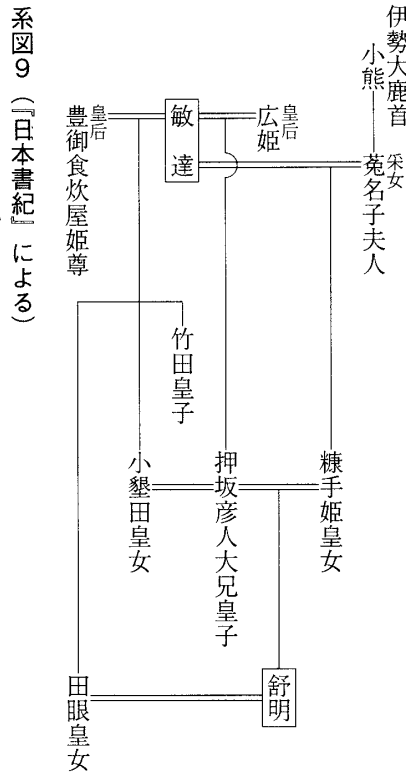 伊勢大鹿首
小熊
采女
菟名子夫人
皇后
広姫
敏達
皇后
豊御食炊屋姫尊
竹田皇子
糠手姫皇女
押坂彦人大兄皇子
小墾田皇女
舒明
田眼皇女
系図9（『日本書紀』による）